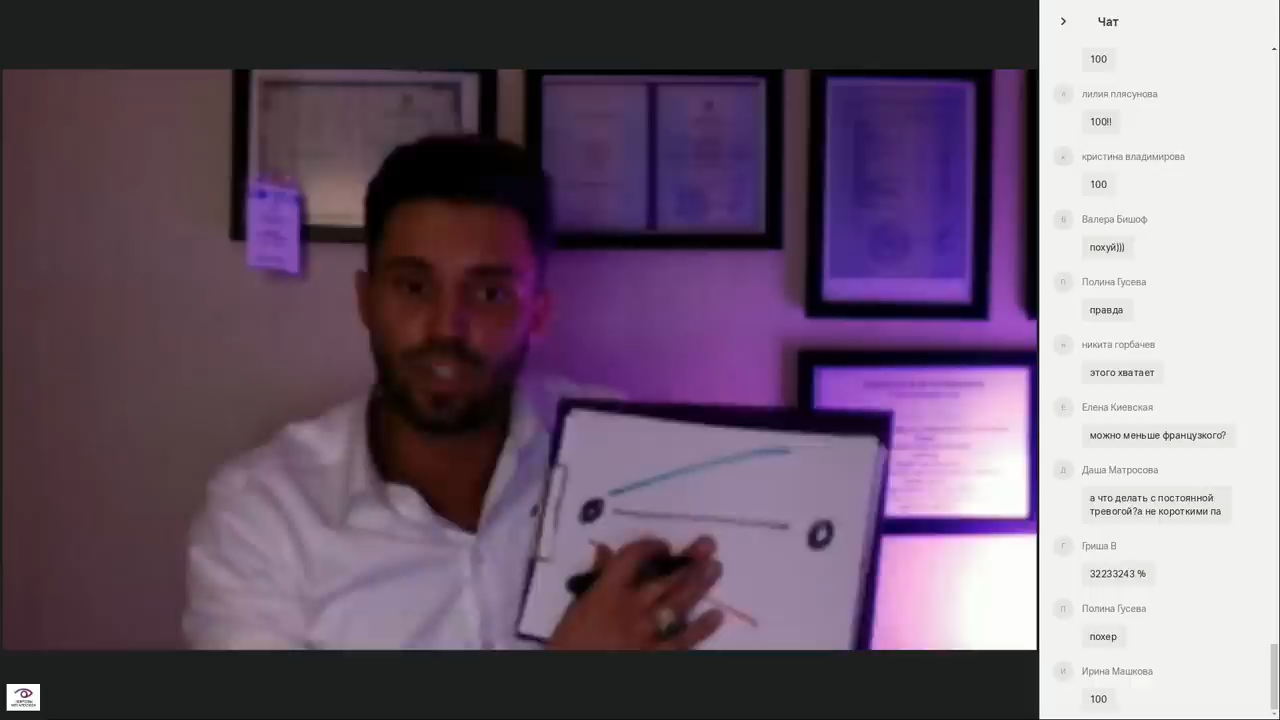 Чат
100
лилия плясунова
100!!
кристина владимирова
100
Валера Бишоф
похуй)))
Полина Гусева
правда
никита горбачев
этого хватает
Елена Киевская
можно меньше французкого?
Даша Матросова
а что делать с постоянной
тревогой?а не короткими па
Гриша В
32233243 %
Полина Гусева
похер
Ирина Машкова
100